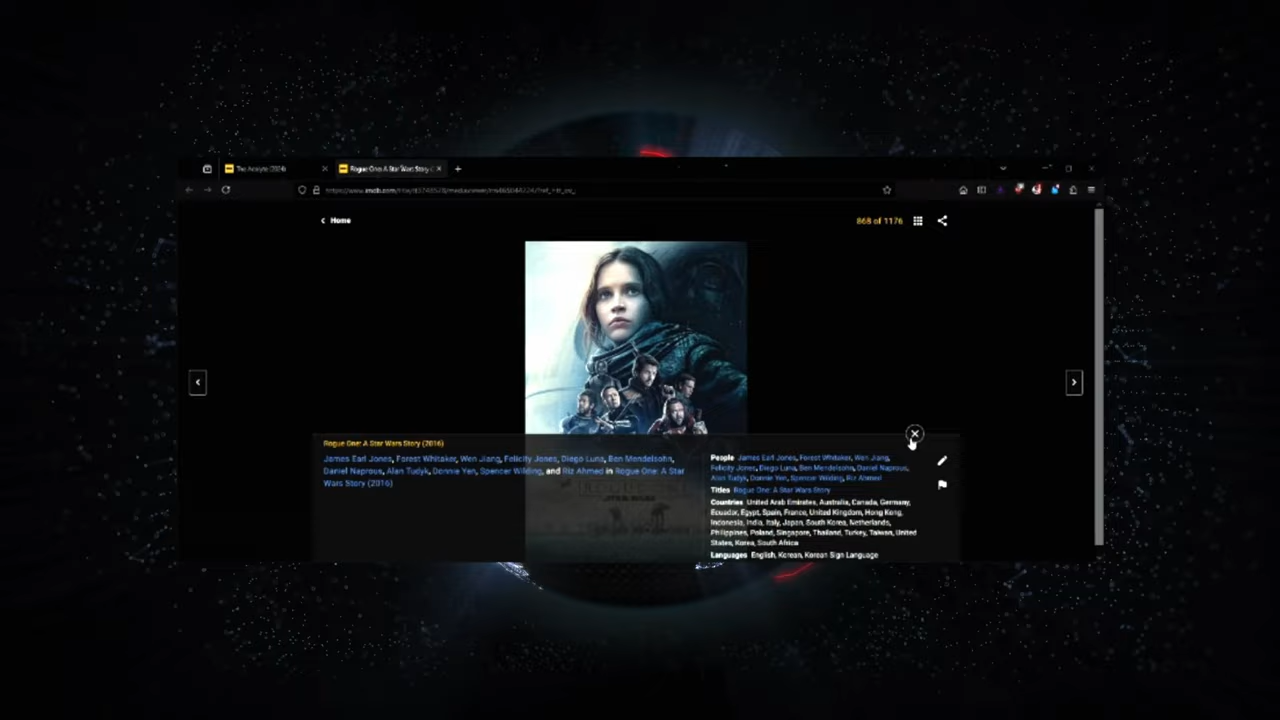 Rogue One: A Star Wars Story (
Home
868 of 1176
Rogue One: A Star Wars Story (2016)
James Earl Jones, Forest Whitaker, Wen Jiang, Felicity Jones, Diego Luna, Ben Mendelsohn,
Daniel Naprous, Alan Tudyk, Donnie Yen, Spencer Wilding, and Riz Ahmed in Rogue One: A Star
Wars Story (2016)
People James Earl Jones, Forest Whitaker, Wen Jiang,
Felicity Jones, Diego Luna, Ben Mendelsohn, Daniel Naprous,
Alan Tudyk, Donnie Yen, Spencer Wilding, Riz Ahmed
Titles Rogue One: A Star Wars Story
Countries United Arab Emirates, Australia, Canada, Germany,
Ecuador, Egypt, Spain, France, United Kingdom, Hong Kong,
Indonesia, India, Italy, Japan, South Korea, Netherlands,
Philippines, Poland, Singapore, Thailand, Turkey, Taiwan, United
States, Korea, South Africa
Languages English, Korean, Korean Sign Language
STAR WARS